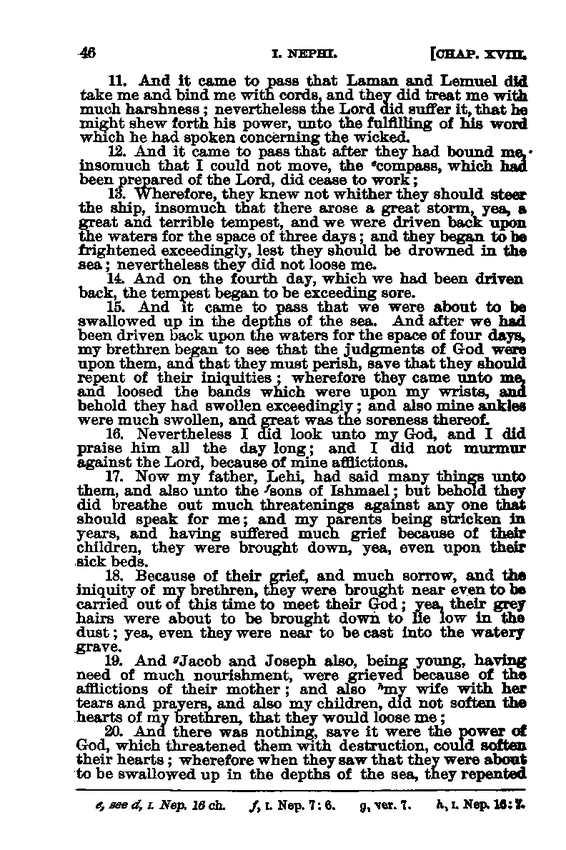 46 I. NEPHI. [CHAP. XVIII.
11. And it came to pass that Laman and Lemuel did
take me and bind me with cords, and they did treat me with
much harshness; nevertheless the Lord did suffer it, that he
might shew forth his power, unto the fulfilling of his word
which he had spoken concerning the wicked.
12. And it came to pass that after they had bound me,
insomuch that I could not move, the ᵉcompass, which had
been prepared of the Lord, did cease to work;
13. Wherefore, they knew not whither they should steer
the ship, insomuch that there arose a great storm, yea, a
great and terrible tempest, and we were driven back upon
the waters for the space of three days; and they began to be
frightened exceedingly, lest they should be drowned in the
sea; nevertheless they did not loose me.
14. And on the fourth day, which we had been driven
back, the tempest began to be exceeding sore.
15. And it came to pass that we were about to be
swallowed up in the depths of the sea. And after we had
been driven back upon the waters for the space of four days,
my brethren began to see that the judgments of God were
upon them, and that they must perish, save that they should
repent of their iniquities; wherefore they came unto me,
and loosed the bands which were upon my wrists, and
behold they had swollen exceedingly; and also mine ankles
were much swollen, and great was the soreness thereof.
16. Nevertheless I did look unto my God, and I did
praise him all the day long; and I did not murmur
against the Lord, because of mine afflictions.
17. Now my father, Lehi, had said many things unto
them, and also unto the ᶠsons of Ishmael; but behold they
did breathe out much threatenings against any one that
should speak for me; and my parents being stricken in
years, and having suffered much grief because of their
children, they were brought down, yea, even upon their
sick beds.
18. Because of their grief, and much sorrow, and the
iniquity of my brethren, they were brought near even to be
carried out of this time to meet their God; yea, their grey
hairs were about to be brought down to lie low in the
dust; yea, even they were near to be cast into the watery
grave.
19. And ᵍJacob and Joseph also, being young, having
need of much nourishment, were grieved because of the
afflictions of their mother; and also ʰmy wife with her
tears and prayers, and also my children, did not soften the
hearts of my brethren, that they would loose me;
20. And there was nothing, save it were the power of
God, which threatened them with destruction, could soften
their hearts; wherefore when they saw that they were about
to be swallowed up in the depths of the sea, they repented
e, see d, I. Nep. 16 ch. f, I. Nep. 7:6. g, ver. 7. h, I. Nep. 16:7.